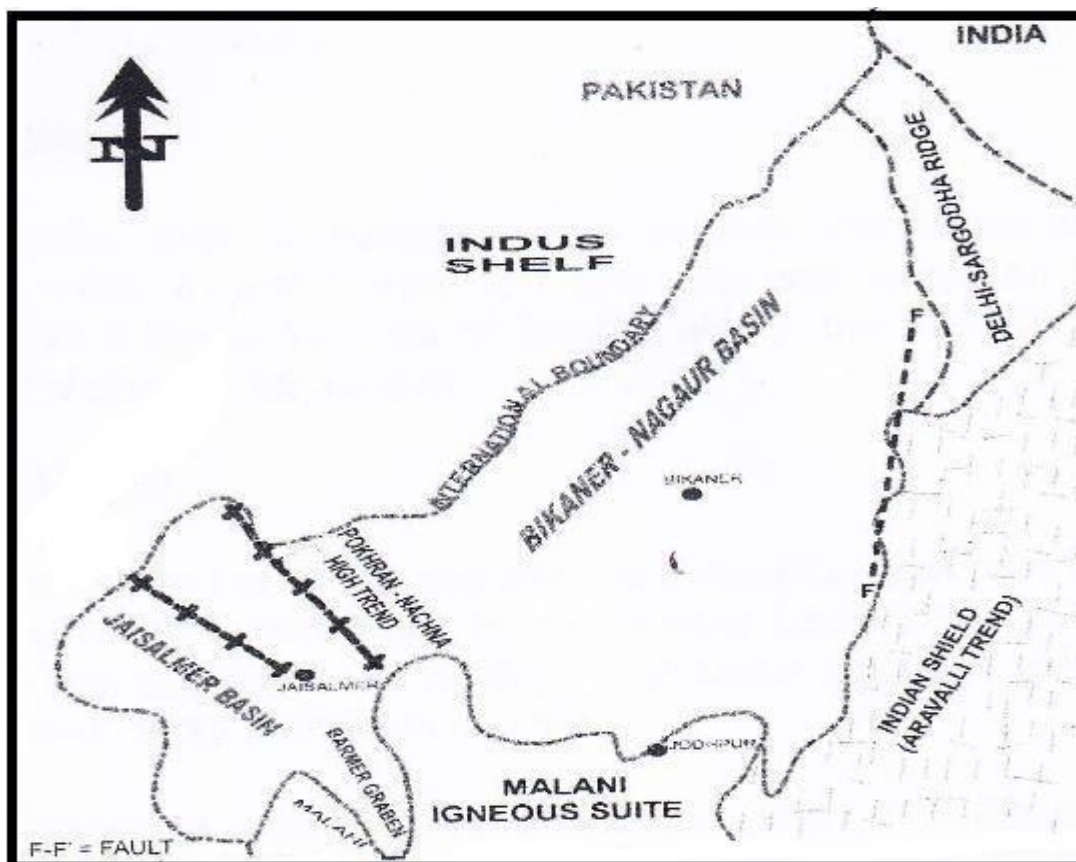 INDIA
PAKISTAN
N
INDUS
SHELF
DELHI-SARGODHA RIDGE
INTERNATIONAL BOUNDARY
BIKANER - NAGAUR BASIN
F'
BIKANER
POKHRAN - NACHNA
HIGH TREND
F
JAISALMER BASIN
JAISALMER
INDIAN SHIELD
(ARAVALLI TREND)
BARMER GRABEN
JODHPUR
MALANI
IGNEOUS SUITE
MALANI
F-F' = FAULT